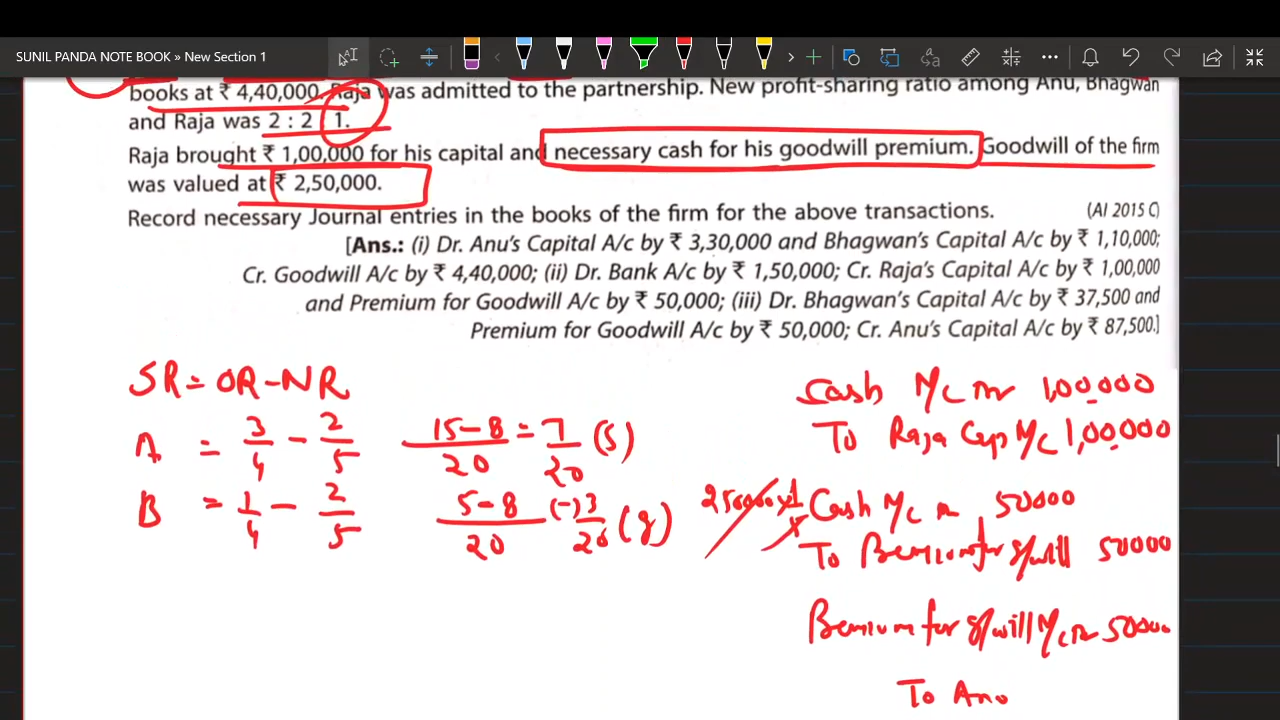 SUNIL PANDA NOTE BOOK » New Section 1
books at ₹ 4,40,000. Raja was admitted to the partnership. New profit-sharing ratio among Anu, Bhagwan
and Raja was 2 : 2 1.
Raja brought ₹ 1,00,000 for his capital and necessary cash for his goodwill premium. Goodwill of the firm
was valued at ₹ 2,50,000.
Record necessary Journal entries in the books of the firm for the above transactions. (AI 2015 C)
[Ans.: (i) Dr. Anu's Capital A/c by ₹ 3,30,000 and Bhagwan's Capital A/c by ₹ 1,10,000;
Cr. Goodwill A/c by ₹ 4,40,000; (ii) Dr. Bank A/c by ₹ 1,50,000; Cr. Raja's Capital A/c by ₹ 1,00,000
and Premium for Goodwill A/c by ₹ 50,000; (iii) Dr. Bhagwan's Capital A/c by ₹ 37,500 and
Premium for Goodwill A/c by ₹ 50,000; Cr. Anu's Capital A/c by ₹ 87,500.]
SR = OR - NR
A = 3/4 - 2/5 15-8/20 = 7/20 (S)
B = 1/4 - 2/5 5-8/20 (-)3/20 (g)
Cash A/c Dr 1,00,000
To Raja Cap A/c 1,00,000
Cash A/c Dr 50000
To Premium for g/will 50000
Premium for g/will A/c Dr 50000
To Anu